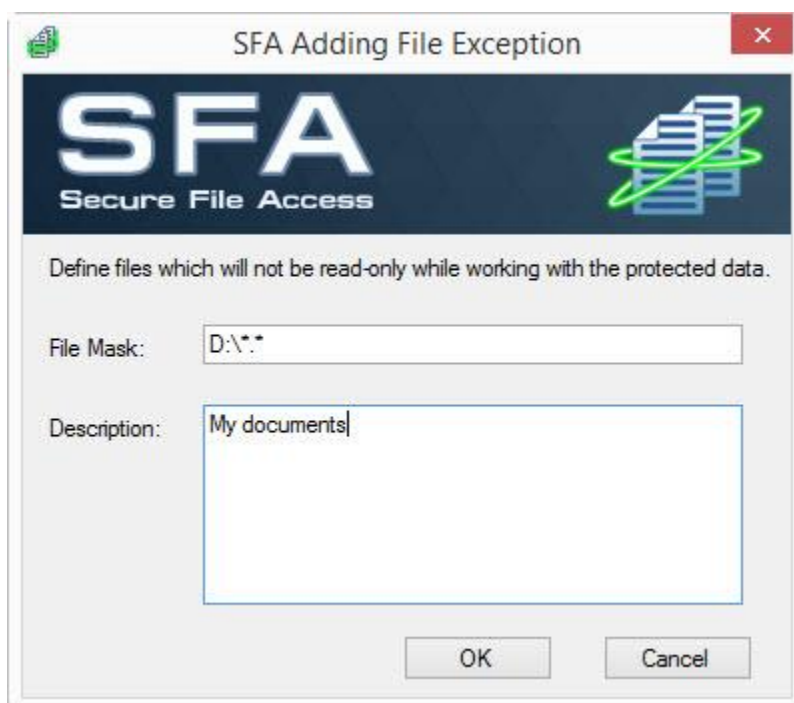 SFA Adding File Exception
SFA
Secure File Access
Define files which will not be read-only while working with the protected data.
File Mask: D:\*.*
Description: My documents
OK Cancel